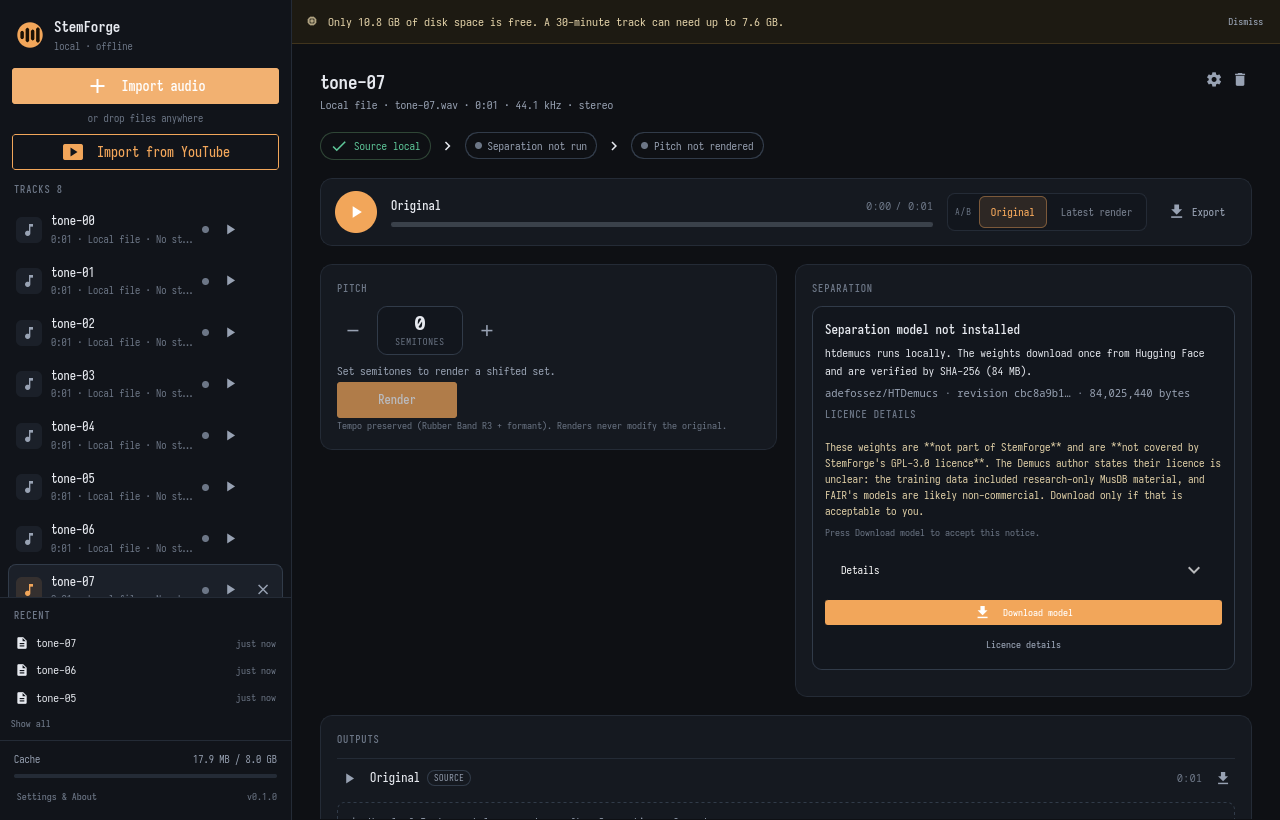 StemForge
local · offline
Import audio
or drop files anywhere
Import from YouTube
TRACKS 8
tone-00
0:01 · Local file · No st...
tone-01
0:01 · Local file · No st...
tone-02
0:01 · Local file · No st...
tone-03
0:01 · Local file · No st...
tone-04
0:01 · Local file · No st...
tone-05
0:01 · Local file · No st...
tone-06
0:01 · Local file · No st...
tone-07
RECENT
tone-07 just now
tone-06 just now
tone-05 just now
Show all
Cache 17.9 MB / 8.0 GB
Settings & About v0.1.0
Only 10.8 GB of disk space is free. A 30-minute track can need up to 7.6 GB.
Dismiss
tone-07
Local file · tone-07.wav · 0:01 · 44.1 kHz · stereo
Source local
Separation not run
Pitch not rendered
Original 0:00 / 0:01
A/B Original Latest render
Export
PITCH
0
SEMITONES
Set semitones to render a shifted set.
Render
Tempo preserved (Rubber Band R3 + formant). Renders never modify the original.
SEPARATION
Separation model not installed
htdemucs runs locally. The weights download once from Hugging Face
and are verified by SHA-256 (84 MB).
adefossez/HTDemucs · revision cbc8a9b1… · 84,025,440 bytes
LICENCE DETAILS
These weights are **not part of StemForge** and are **not covered by
StemForge's GPL-3.0 licence**. The Demucs author states their licence is
unclear: the training data included research-only MusDB material, and
FAIR's models are likely non-commercial. Download only if that is
acceptable to you.
Press Download model to accept this notice.
Details
Download model
Licence details
OUTPUTS
Original SOURCE 0:01